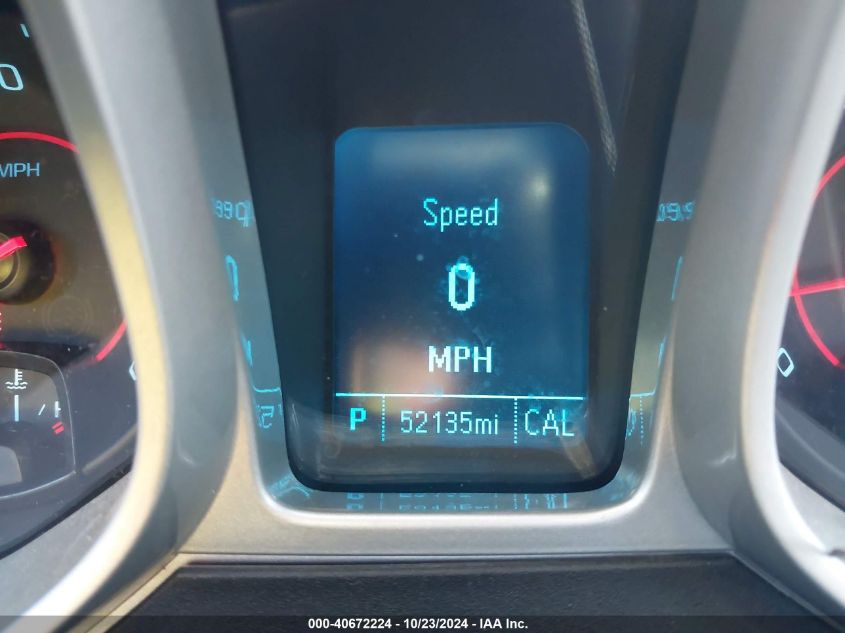 MPH
Speed
0
MPH
P 52135mi CAL
000-40672224 - 10/23/2024 - IAA Inc.